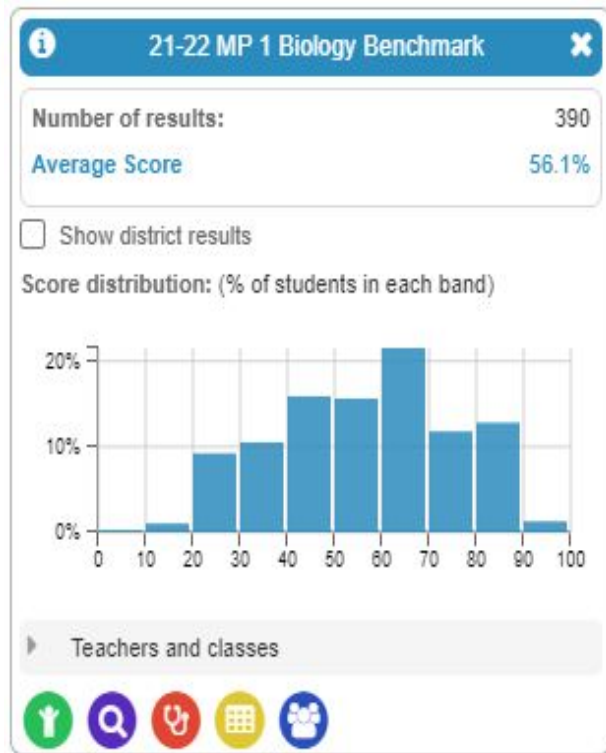 21-22 MP 1 Biology Benchmark
Number of results: 390
Average Score 56.1%
Show district results
Score distribution: (% of students in each band)
20%
10%
0%
0 10 20 30 40 50 60 70 80 90 100
Teachers and classes